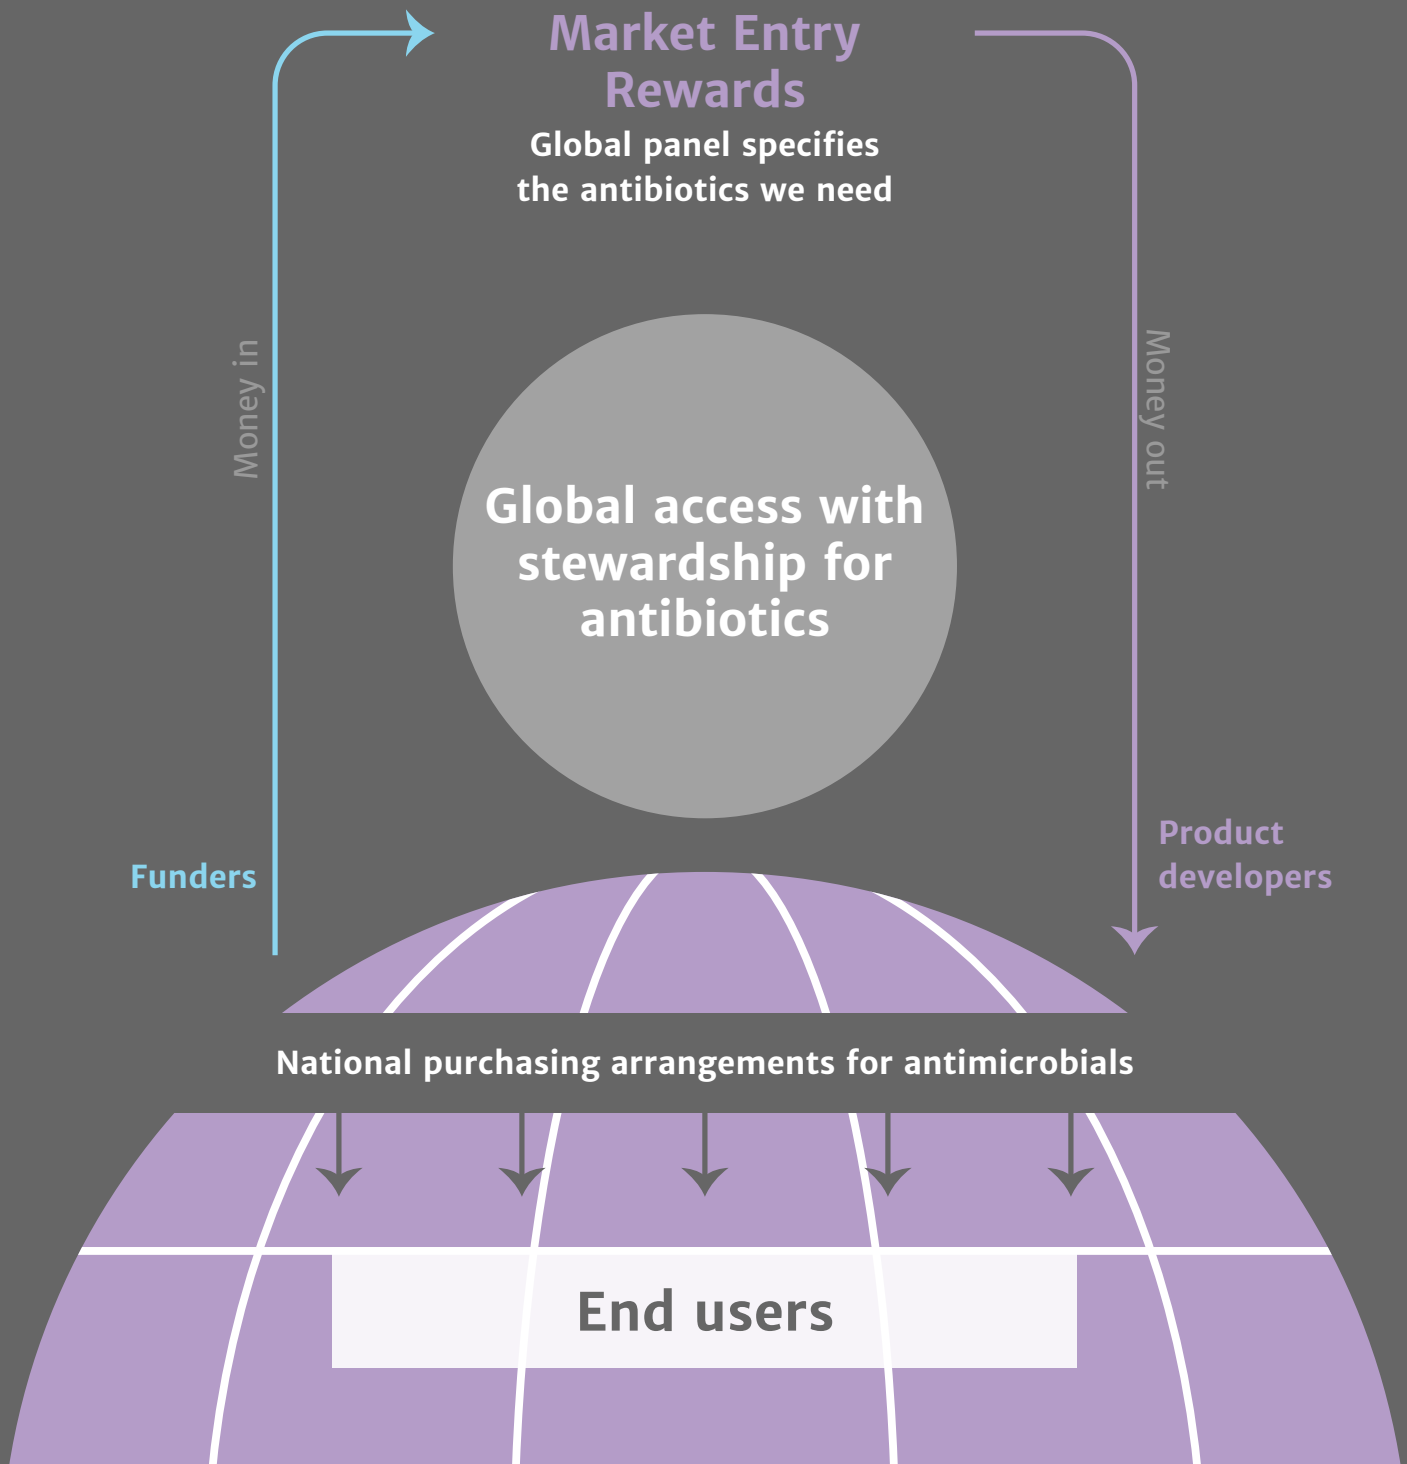 Market Entry
Rewards
Global panel specifies
the antibiotics we need
Money in
Money out
Global access with
stewardship for
antibiotics
Funders
Product
developers
National purchasing arrangements for antimicrobials
End users